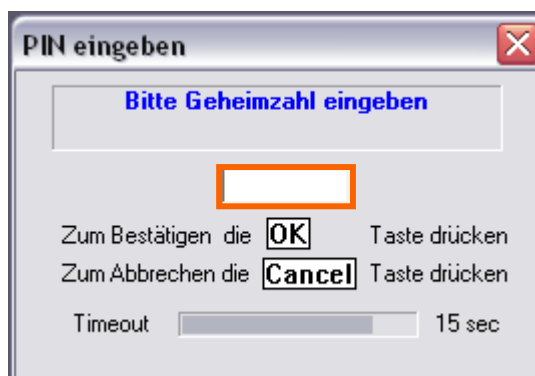 PIN eingeben
Bitte Geheimzahl eingeben
Zum Bestätigen die OK Taste drücken
Zum Abbrechen die Cancel Taste drücken
Timeout 15 sec